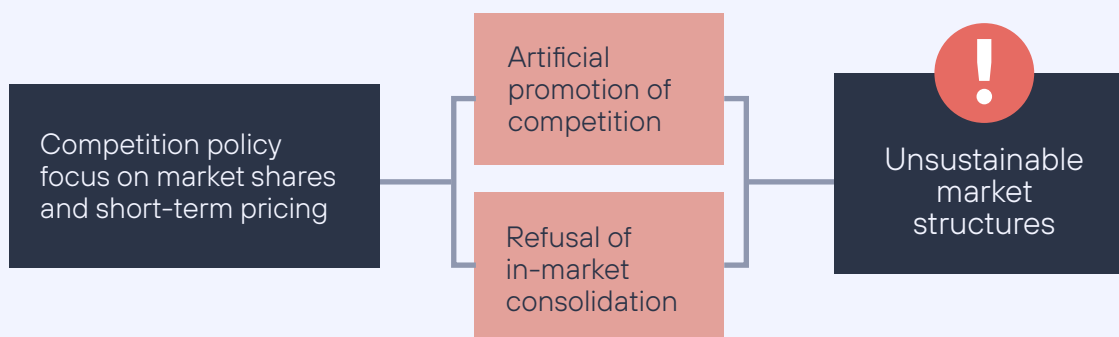 Competition policy
focus on market shares
and short-term pricing
Artificial
promotion of
competition
Refusal of
in-market
consolidation
!
Unsustainable
market
structures